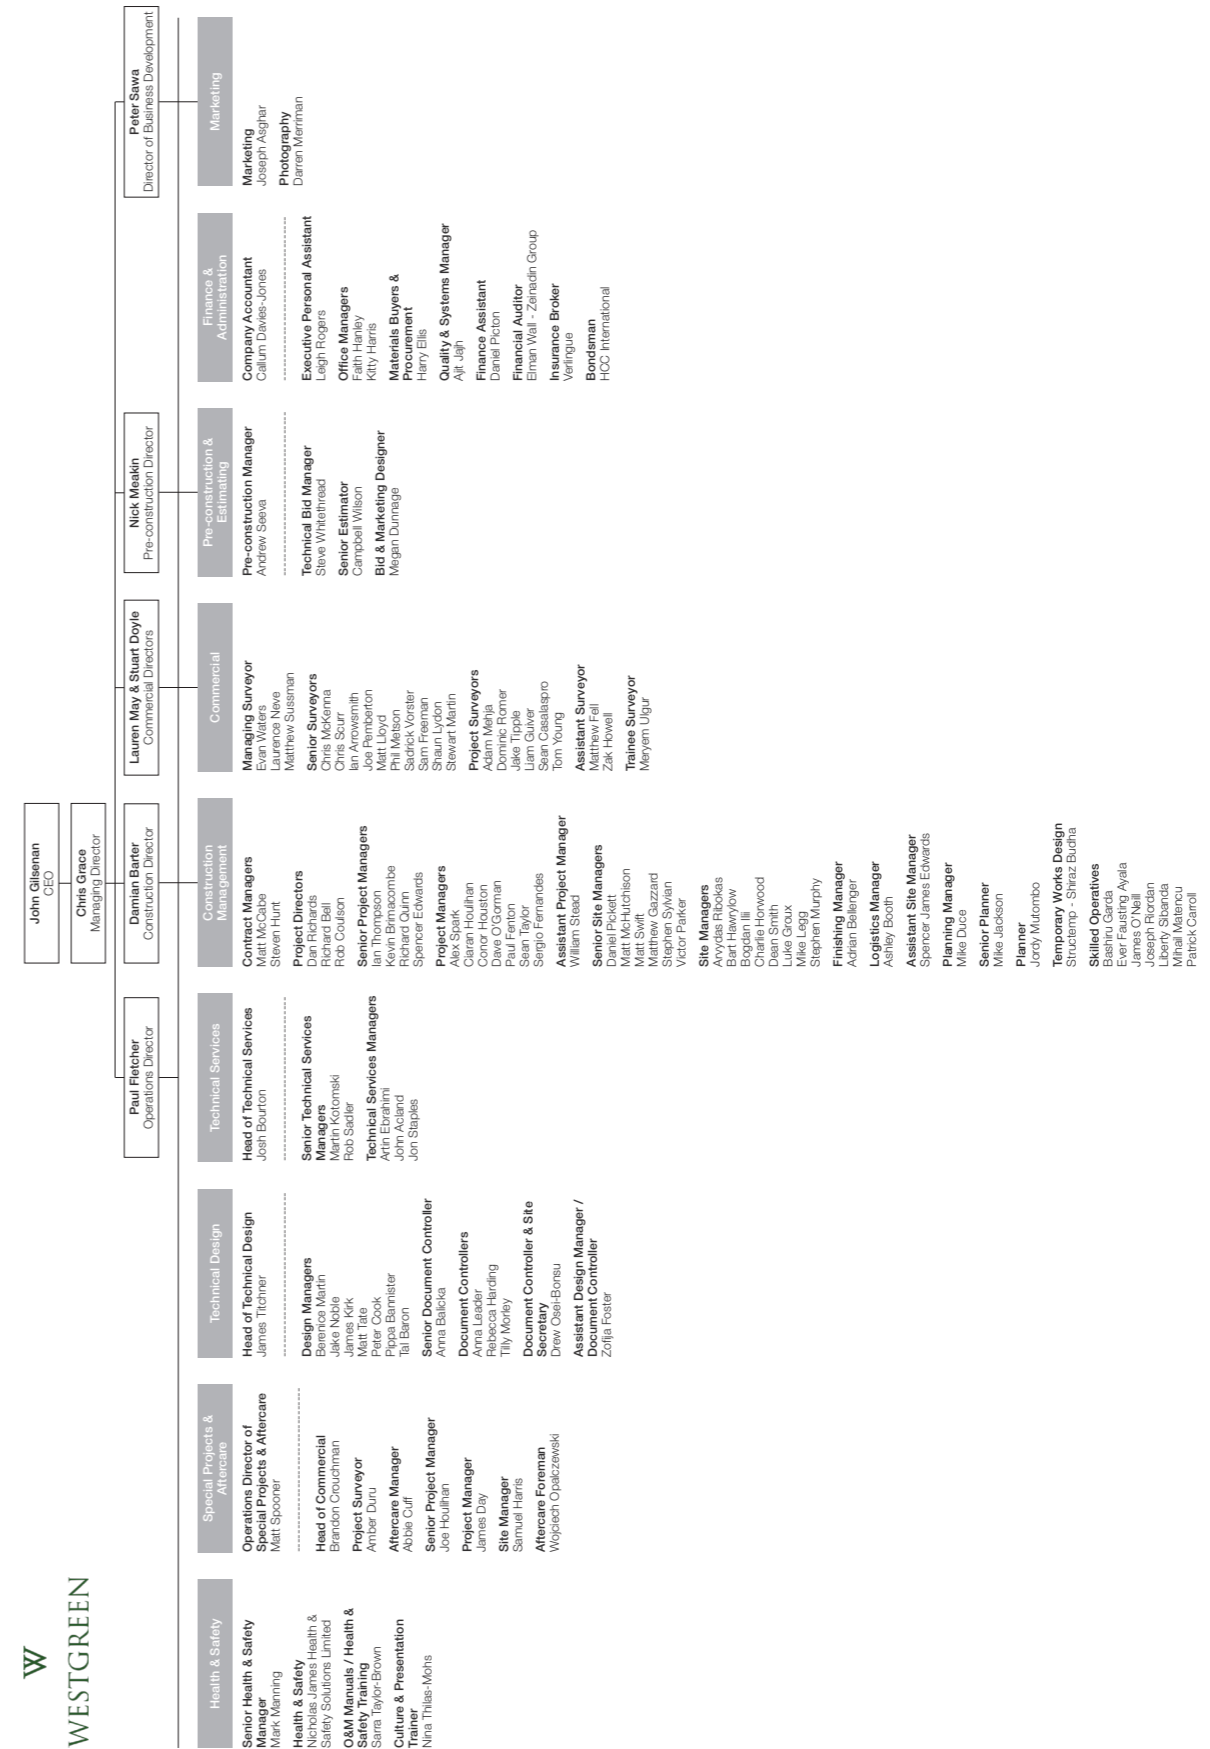 W
WESTGREEN
John Gilsenan
CEO
Chris Grace
Managing Director
Paul Fletcher
Operations Director
Damian Barter
Construction Director
Lauren May & Stuart Doyle
Commercial Directors
Nick Meakin
Pre-construction Director
Peter Sawa
Director of Business Development
Health & Safety
Senior Health & Safety
Manager
Mark Manning
Health & Safety
Nicholas James Health &
Safety Solutions Limited
O&M Manuals / Health &
Safety Training
Sarra Taylor-Brown
Culture & Presentation
Trainer
Nina Thilas-Mohs
Special Projects &
Aftercare
Operations Director of
Special Projects & Aftercare
Matt Spooner
Head of Commercial
Brandon Crouchman
Project Surveyor
Amber Duru
Aftercare Manager
Abbie Cuff
Senior Project Manager
Joe Houlihan
Project Manager
James Day
Site Manager
Samuel Harris
Aftercare Foreman
Wojciech Opalczewski
Technical Design
Head of Technical Design
James Titchner
Design Managers
Berenice Martin
Jake Noble
James Kirk
Matt Tate
Peter Cook
Pippa Bannister
Tal Baron
Senior Document Controller
Anna Balicka
Document Controllers
Anna Leader
Rebecca Harding
Tilly Morley
Document Controller & Site
Secretary
Drew Osei-Bonsu
Assistant Design Manager /
Document Controller
Zofija Foster
Technical Services
Head of Technical Services
Josh Bourton
Senior Technical Services
Managers
Martin Kotomski
Rob Sadler
Technical Services Managers
Artin Ebrahimi
John Acland
Jon Staples
Construction
Management
Contract Managers
Matt McCabe
Steven Hunt
Project Directors
Dan Richards
Richard Bell
Rob Coulson
Senior Project Managers
Ian Thompson
Kevin Brimacombe
Richard Quinn
Spencer Edwards
Project Managers
Alex Spark
Ciaran Houlihan
Conor Houston
Dave O'Gorman
Paul Fenton
Sean Taylor
Sergio Fernandes
Assistant Project Manager
William Stead
Senior Site Managers
Daniel Pickett
Matt McHutchison
Matt Swift
Matthew Gazzard
Stephen Sylvian
Victor Parker
Site Managers
Arvydas Ribokas
Bart Hawrylow
Bogdan Ilii
Charlie Horwood
Dean Smith
Luke Groux
Mike Legg
Stephen Murphy
Finishing Manager
Adrian Bellenger
Logistics Manager
Ashley Booth
Assistant Site Manager
Spencer James Edwards
Planning Manager
Mike Duce
Senior Planner
Mike Jackson
Planner
Jordy Mutombo
Temporary Works Design
Structemp - Shiraz Budha
Skilled Operatives
Bashiru Garda
Ever Fausting Ayala
James O'Neill
Joseph Riordan
Liberty Sibanda
Mihail Matencu
Patrick Carroll
Commercial
Managing Surveyor
Evan Waters
Laurence Neve
Matthew Sussman
Senior Surveyors
Chris McKenna
Chris Scurr
Ian Arrowsmith
Joe Pemberton
Matt Lloyd
Phil Metson
Sadrick Vorster
Sam Freeman
Shaun Lydon
Stewart Martin
Project Surveyors
Adam Mehja
Dominic Romer
Jake Tipple
Liam Guiver
Sean Casalaspro
Tom Young
Assistant Surveyor
Matthew Fell
Zak Howell
Trainee Surveyor
Meryem Ulgur
Pre-construction &
Estimating
Pre-construction Manager
Andrew Seeva
Technical Bid Manager
Steve Whitethread
Senior Estimator
Campbell Wilson
Bid & Marketing Designer
Megan Dunnage
Finance &
Administration
Company Accountant
Callum Davies-Jones
Executive Personal Assistant
Leigh Rogers
Office Managers
Faith Hanley
Kitty Harris
Materials Buyers &
Procurement
Harry Ellis
Quality & Systems Manager
Ajit Jajh
Finance Assistant
Daniel Picton
Financial Auditor
Elman Wall - Zeinadin Group
Insurance Broker
Verlingue
Bondsman
HCC International
Marketing
Marketing
Joseph Asghar
Photography
Darren Merriman